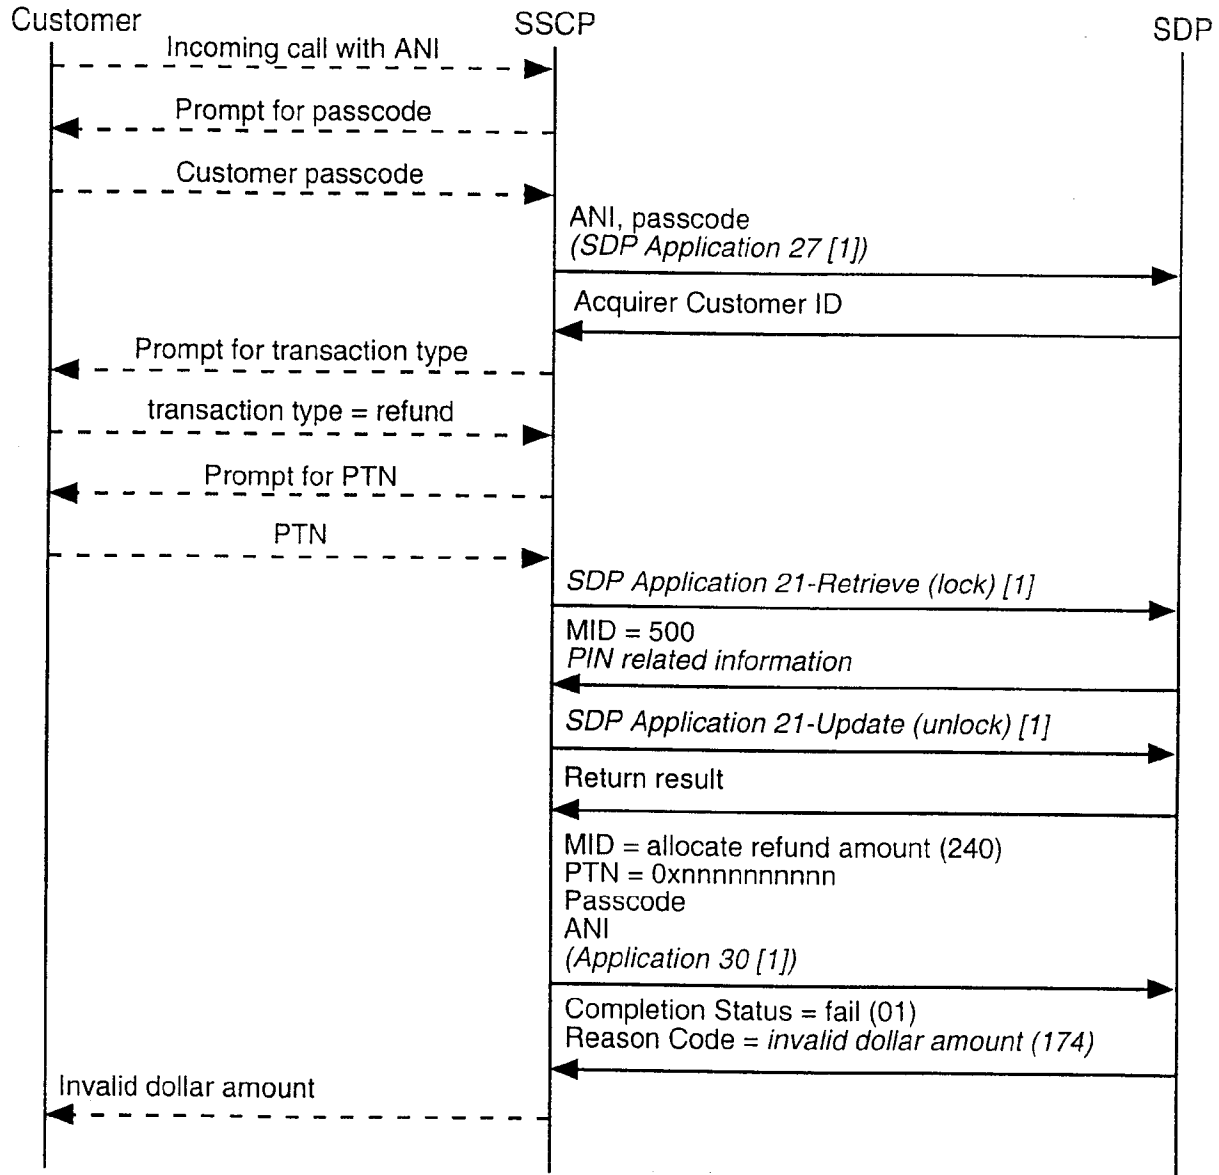 Customer
SSCP
SDP
Incoming call with ANI
Prompt for passcode
Customer passcode
ANI, passcode
(SDP Application 27 [1])
Acquirer Customer ID
Prompt for transaction type
transaction type = refund
Prompt for PTN
PTN
SDP Application 21-Retrieve (lock) [1]
MID = 500
PIN related information
SDP Application 21-Update (unlock) [1]
Return result
MID = allocate refund amount (240)
PTN = 0xnnnnnnnnnn
Passcode
ANI
(Application 30 [1])
Completion Status = fail (01)
Reason Code = invalid dollar amount (174)
Invalid dollar amount